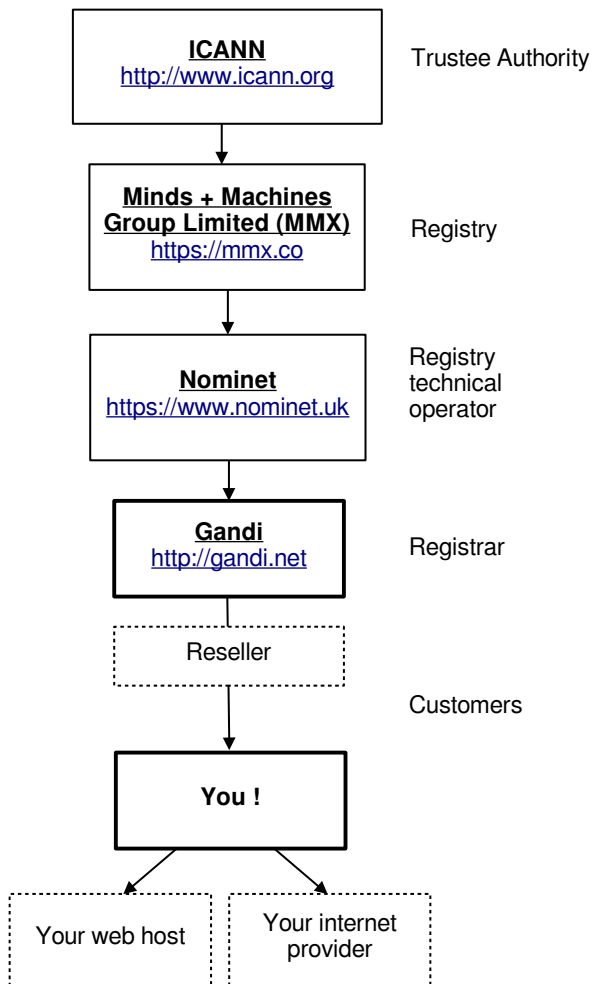 ICANN
http://www.icann.org
Trustee Authority
Minds + Machines
Group Limited (MMX)
https://mmx.co
Registry
Nominet
https://www.nominet.uk
Registry
technical
operator
Gandi
http://gandi.net
Registrar
Reseller
Customers
You !
Your web host
Your internet
provider